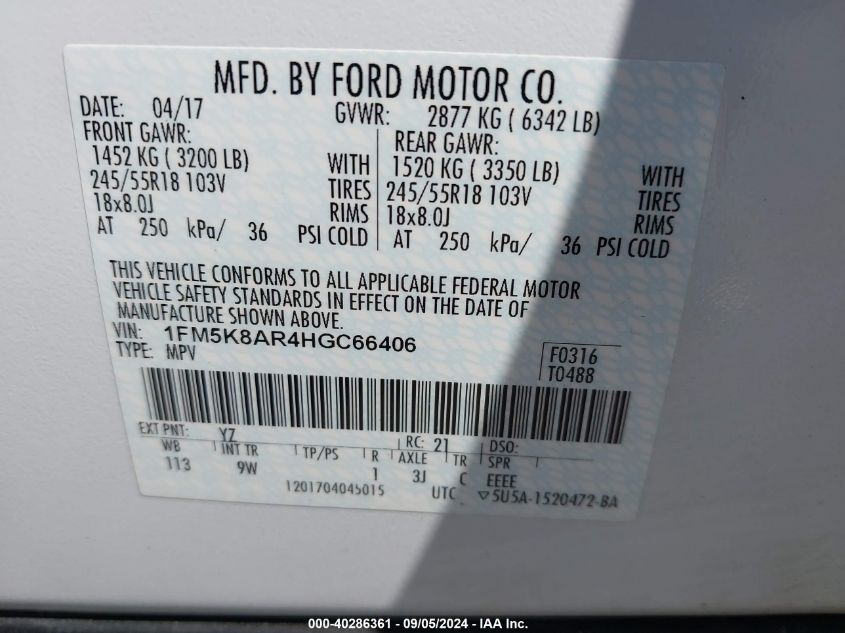 MFD. BY FORD MOTOR CO.
DATE: 04/17 GVWR: 2877 KG ( 6342 LB)
FRONT GAWR: REAR GAWR:
1452 KG ( 3200 LB) WITH 1520 KG ( 3350 LB) WITH
245/55R18 103V TIRES 245/55R18 103V TIRES
18x8.0J RIMS 18x8.0J RIMS
AT 250 kPa/ 36 PSI COLD AT 250 kPa/ 36 PSI COLD
THIS VEHICLE CONFORMS TO ALL APPLICABLE FEDERAL MOTOR
VEHICLE SAFETY STANDARDS IN EFFECT ON THE DATE OF
MANUFACTURE SHOWN ABOVE.
VIN: 1FM5K8AR4HGC66406
TYPE: MPV F0316
T0488
EXT PNT: YZ RC: 21 DSO:
WB INT TR TP/PS R AXLE TR SPR
113 9W 1 3J C EEEE
1201704045015 UTC ▽5U5A-1520472-BA
000-40286361 - 09/05/2024 - IAA Inc.